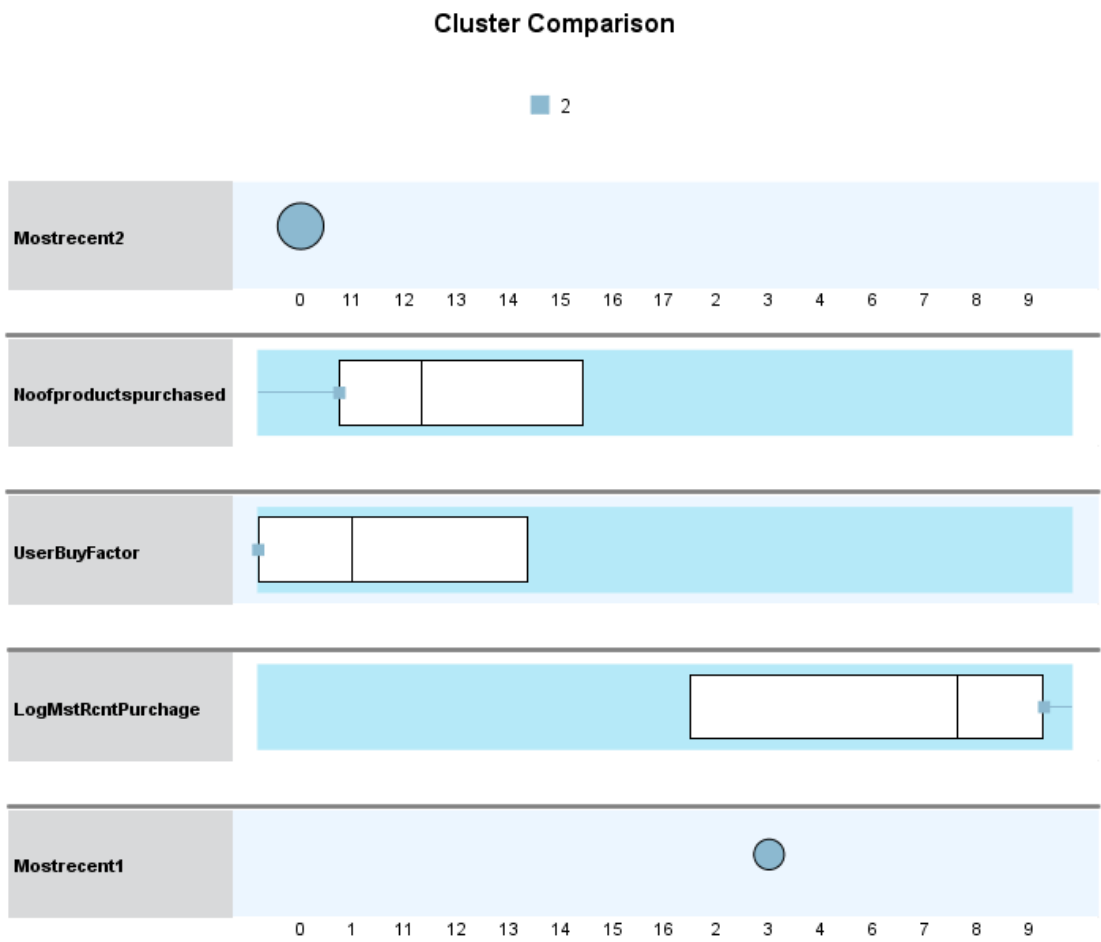 Cluster Comparison
2
Mostrecent2
0 11 12 13 14 15 16 17 2 3 4 6 7 8 9
Noofproductspurchased
UserBuyFactor
LogMstRcntPurchage
Mostrecent1
0 1 11 12 13 14 15 16 2 3 4 6 7 8 9